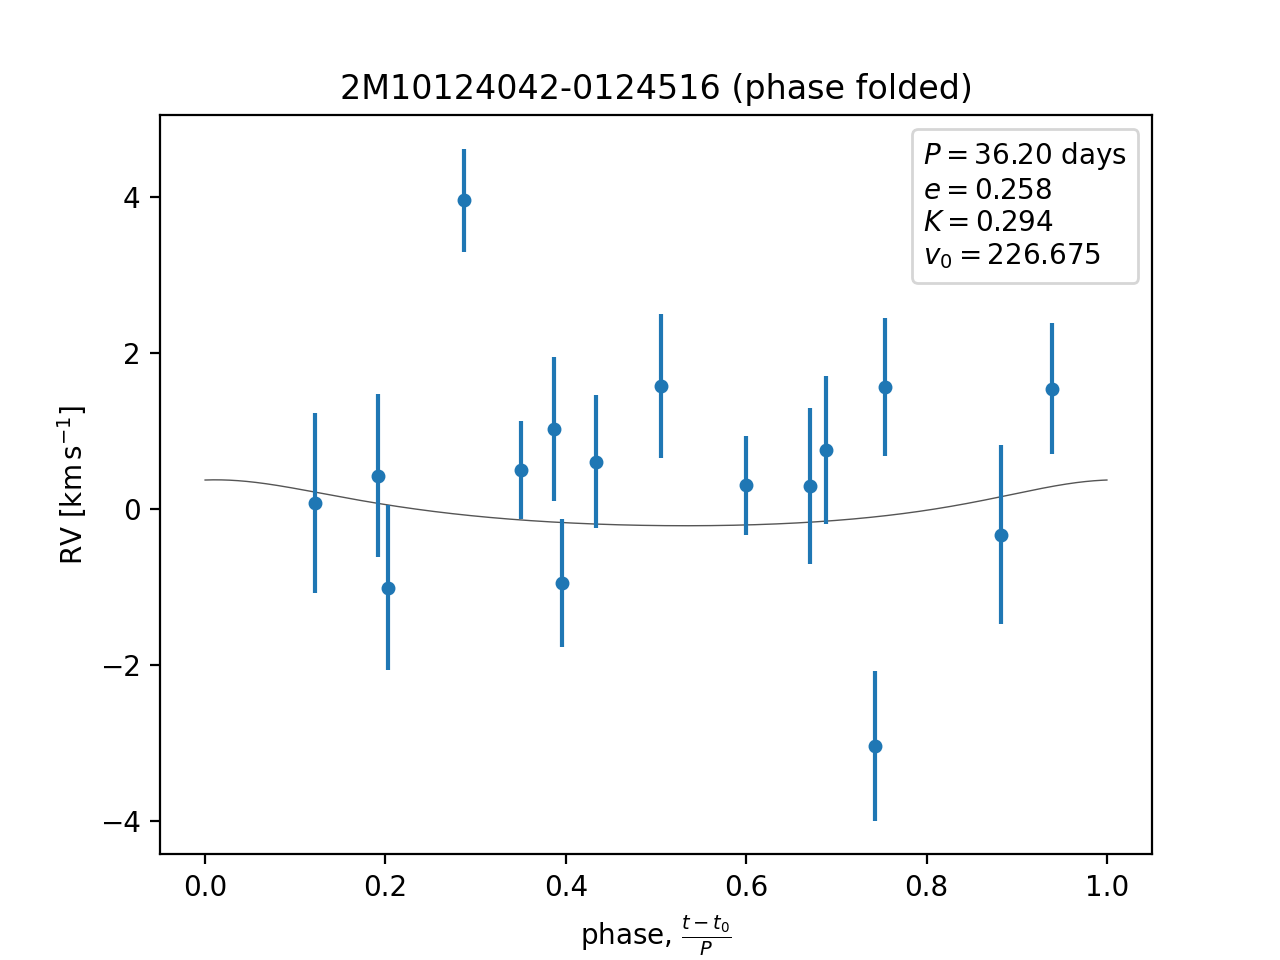 2M10124042-0124516 (phase folded)
P = 36.20 days
e = 0.258
K = 0.294
v₀ = 226.675
4
2
0
−2
−4
RV [km s⁻¹]
0.0 0.2 0.4 0.6 0.8 1.0
phase, (t − t₀)/P